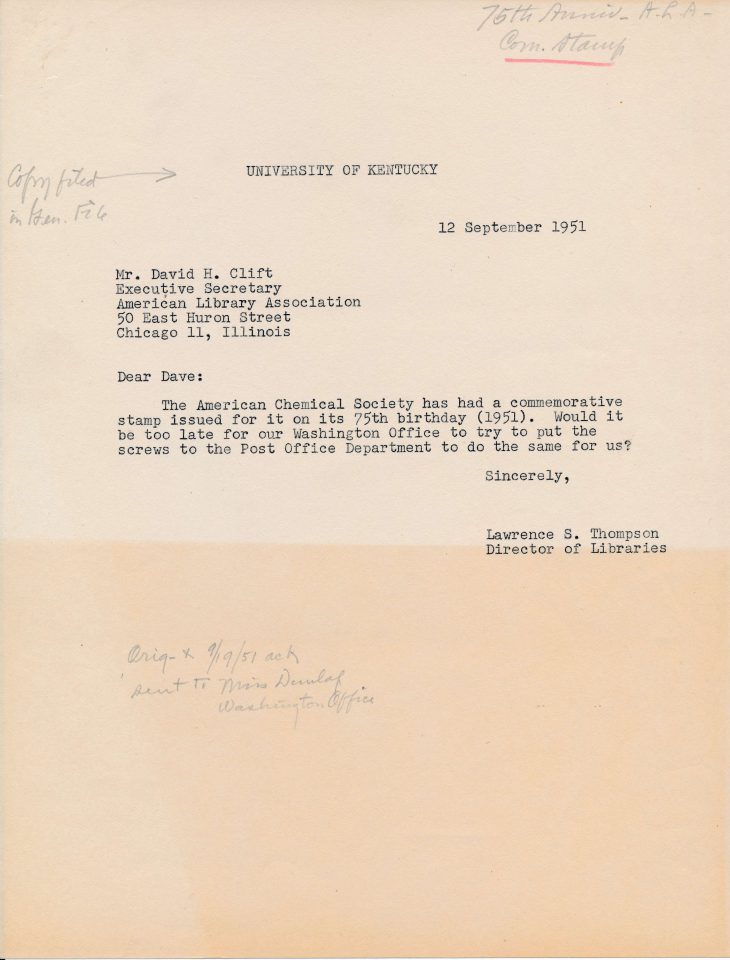 75th Anniv- A.L.A-
Com. Stamp
Copy filed
in Gen. File
UNIVERSITY OF KENTUCKY
12 September 1951
Mr. David H. Clift
Executive Secretary
American Library Association
50 East Huron Street
Chicago 11, Illinois
Dear Dave:
The American Chemical Society has had a commemorative
stamp issued for it on its 75th birthday (1951). Would it
be too late for our Washington Office to try to put the
screws to the Post Office Department to do the same for us?
Sincerely,
Lawrence S. Thompson
Director of Libraries
Orig- & 9/19/51 ack
sent to Miss Dunlap
Washington Office